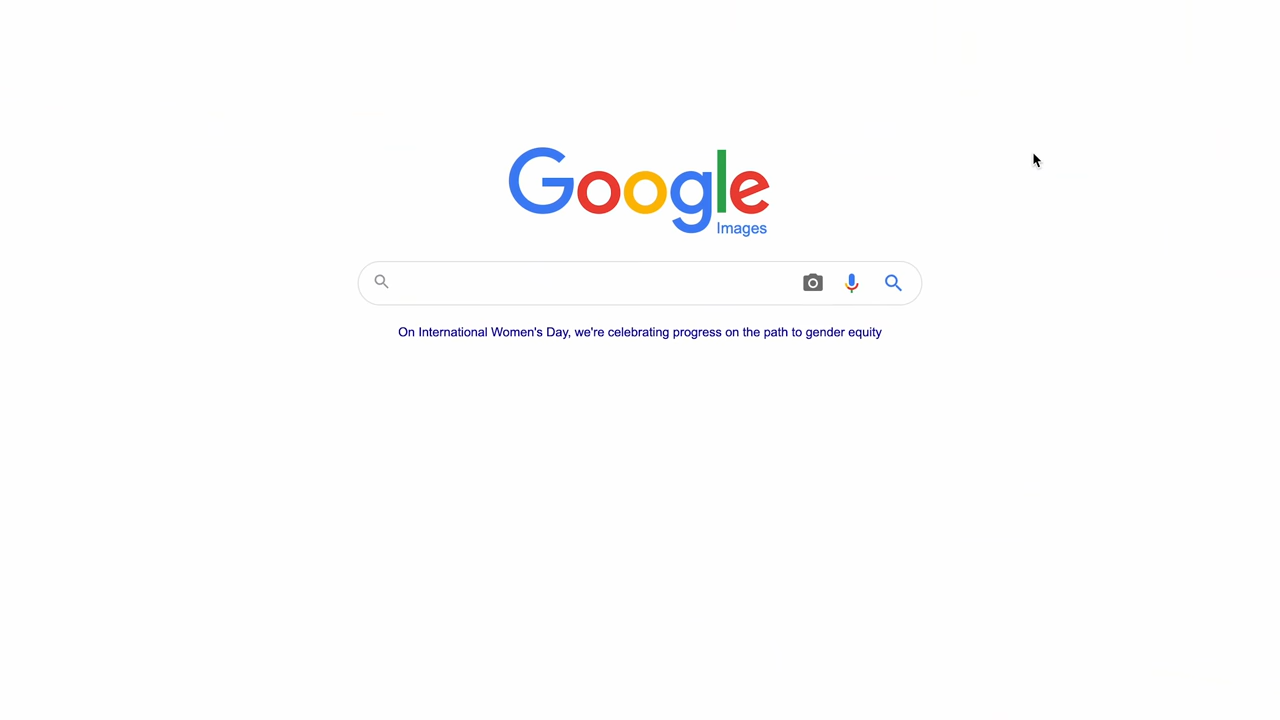 Google
Images
On International Women's Day, we're celebrating progress on the path to gender equity